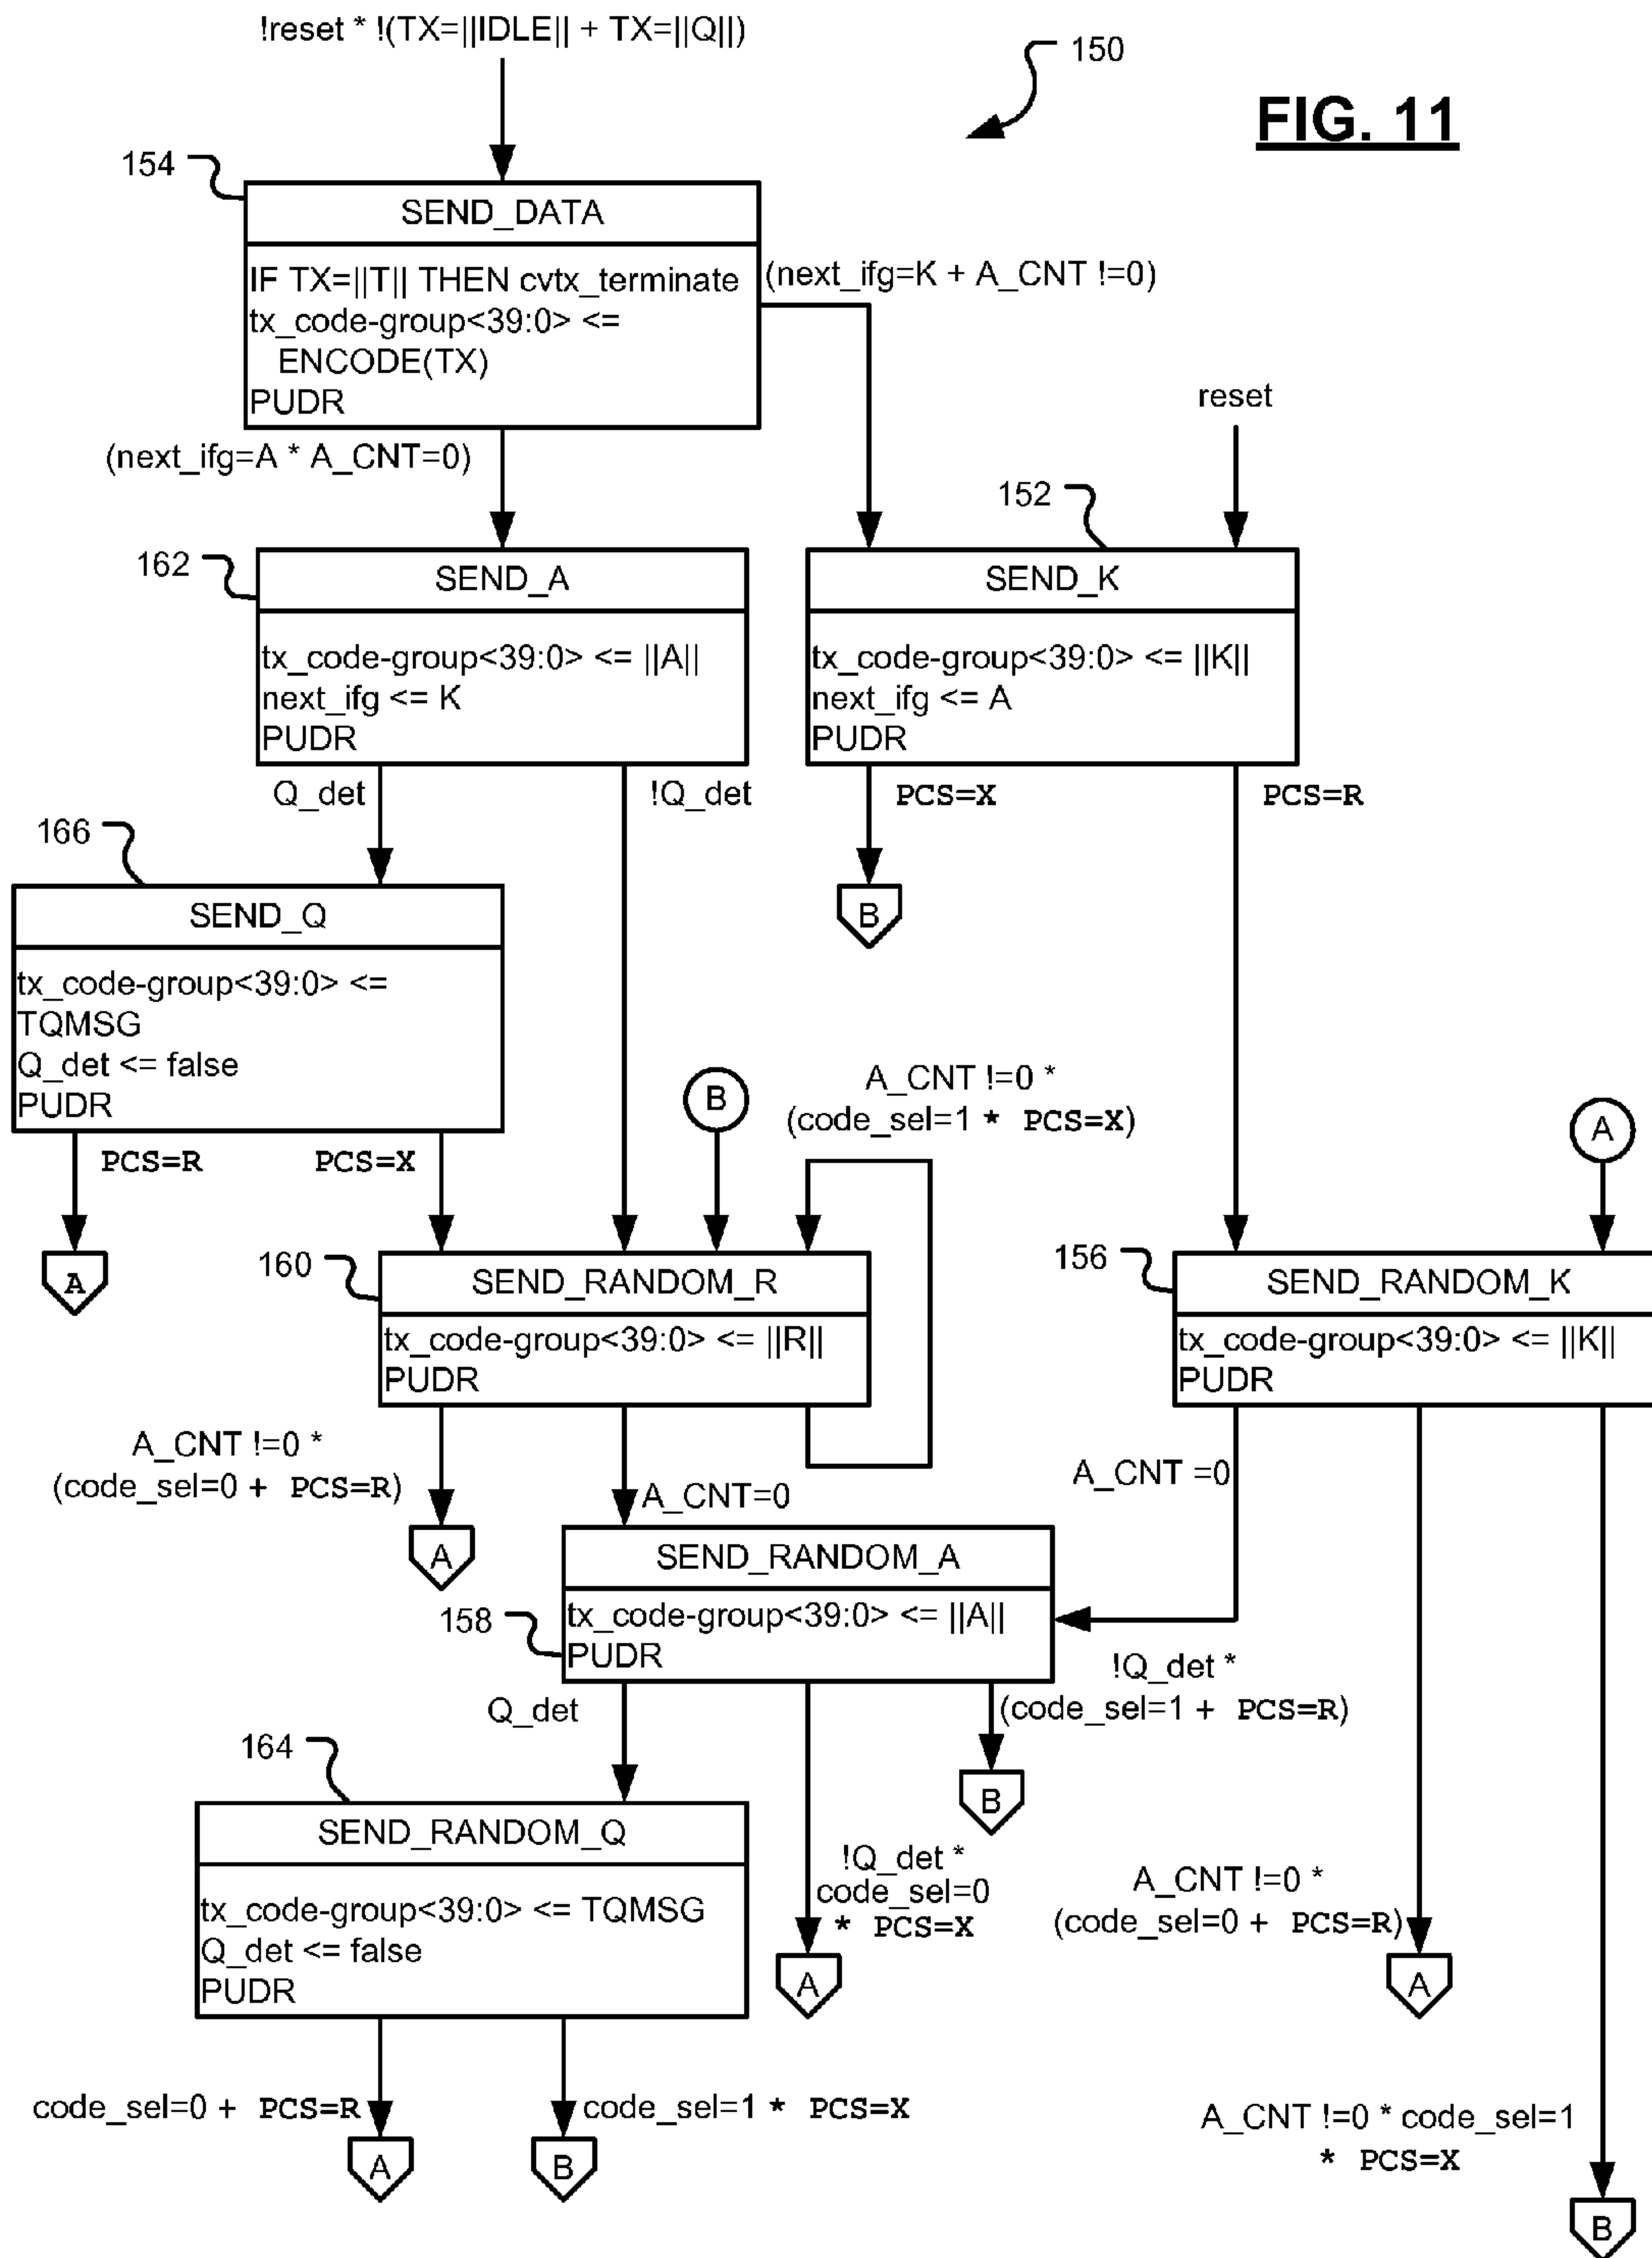 !reset * !(TX=||IDLE|| + TX=||Q||)
150
FIG. 11
154
SEND_DATA
IF TX=||T|| THEN cvtx_terminate
tx_code-group<39:0> <=
ENCODE(TX)
PUDR
(next_ifg=K + A_CNT !=0)
reset
(next_ifg=A * A_CNT=0)
152
162
SEND_A
tx_code-group<39:0> <= ||A||
next_ifg <= K
PUDR
SEND_K
tx_code-group<39:0> <= ||K||
next_ifg <= A
PUDR
Q_det
!Q_det
PCS=X
PCS=R
166
B
SEND_Q
tx_code-group<39:0> <=
TQMSG
Q_det <= false
PUDR
B
A_CNT !=0 *
(code_sel=1 * PCS=X)
A
PCS=R
PCS=X
A
160
SEND_RANDOM_R
tx_code-group<39:0> <= ||R||
PUDR
156
SEND_RANDOM_K
tx_code-group<39:0> <= ||K||
PUDR
A_CNT !=0 *
(code_sel=0 + PCS=R)
A
A_CNT=0
A_CNT =0
SEND_RANDOM_A
158
tx_code-group<39:0> <= ||A||
PUDR
Q_det
!Q_det *
(code_sel=1 + PCS=R)
B
164
SEND_RANDOM_Q
tx_code-group<39:0> <= TQMSG
Q_det <= false
PUDR
!Q_det *
code_sel=0
* PCS=X
A
A_CNT !=0 *
(code_sel=0 + PCS=R)
A
code_sel=0 + PCS=R
A
code_sel=1 * PCS=X
B
A_CNT !=0 * code_sel=1
* PCS=X
B